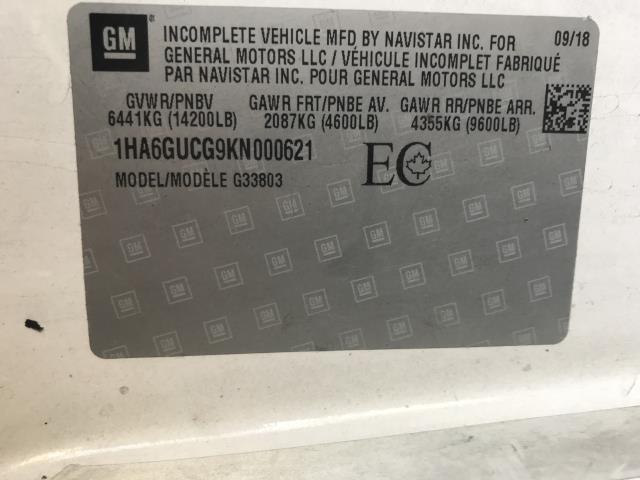 GM
INCOMPLETE VEHICLE MFD BY NAVISTAR INC. FOR 09/18
GENERAL MOTORS LLC / VÉHICULE INCOMPLET FABRIQUÉ
PAR NAVISTAR INC. POUR GENERAL MOTORS LLC
GVWR/PNBV GAWR FRT/PNBE AV. GAWR RR/PNBE ARR.
6441KG (14200LB) 2087KG (4600LB) 4355KG (9600LB)
1HA6GUCG9KN000621 EC
MODEL/MODÈLE G33803